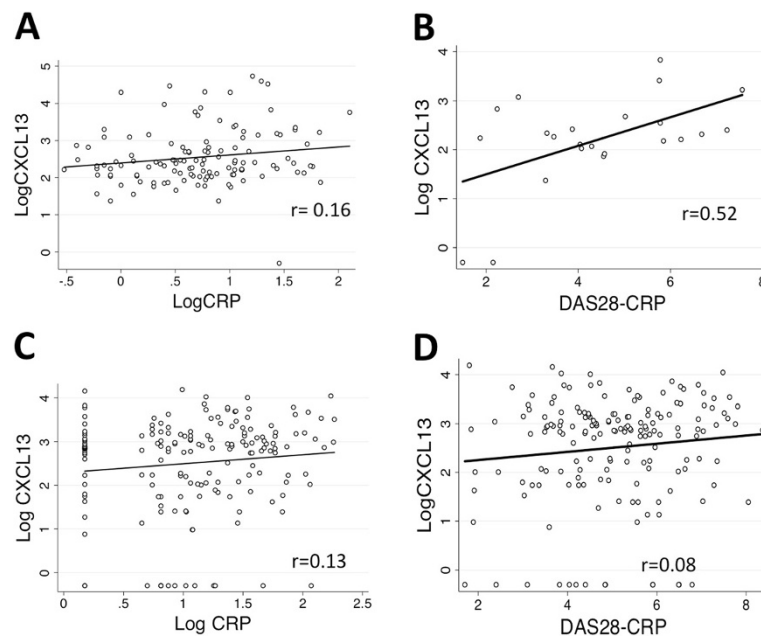 A
LogCXCL13
5
4
3
2
1
0
-.5
0
.5
1
1.5
2
r= 0.16
LogCRP
B
Log CXCL13
4
3
2
1
0
2
4
6
8
r=0.52
DAS28-CRP
C
Log CXCL13
4
3
2
1
0
0
.5
1
1.5
2
2.5
r=0.13
Log CRP
D
LogCXCL13
4
3
2
1
0
2
4
6
8
r=0.08
DAS28-CRP